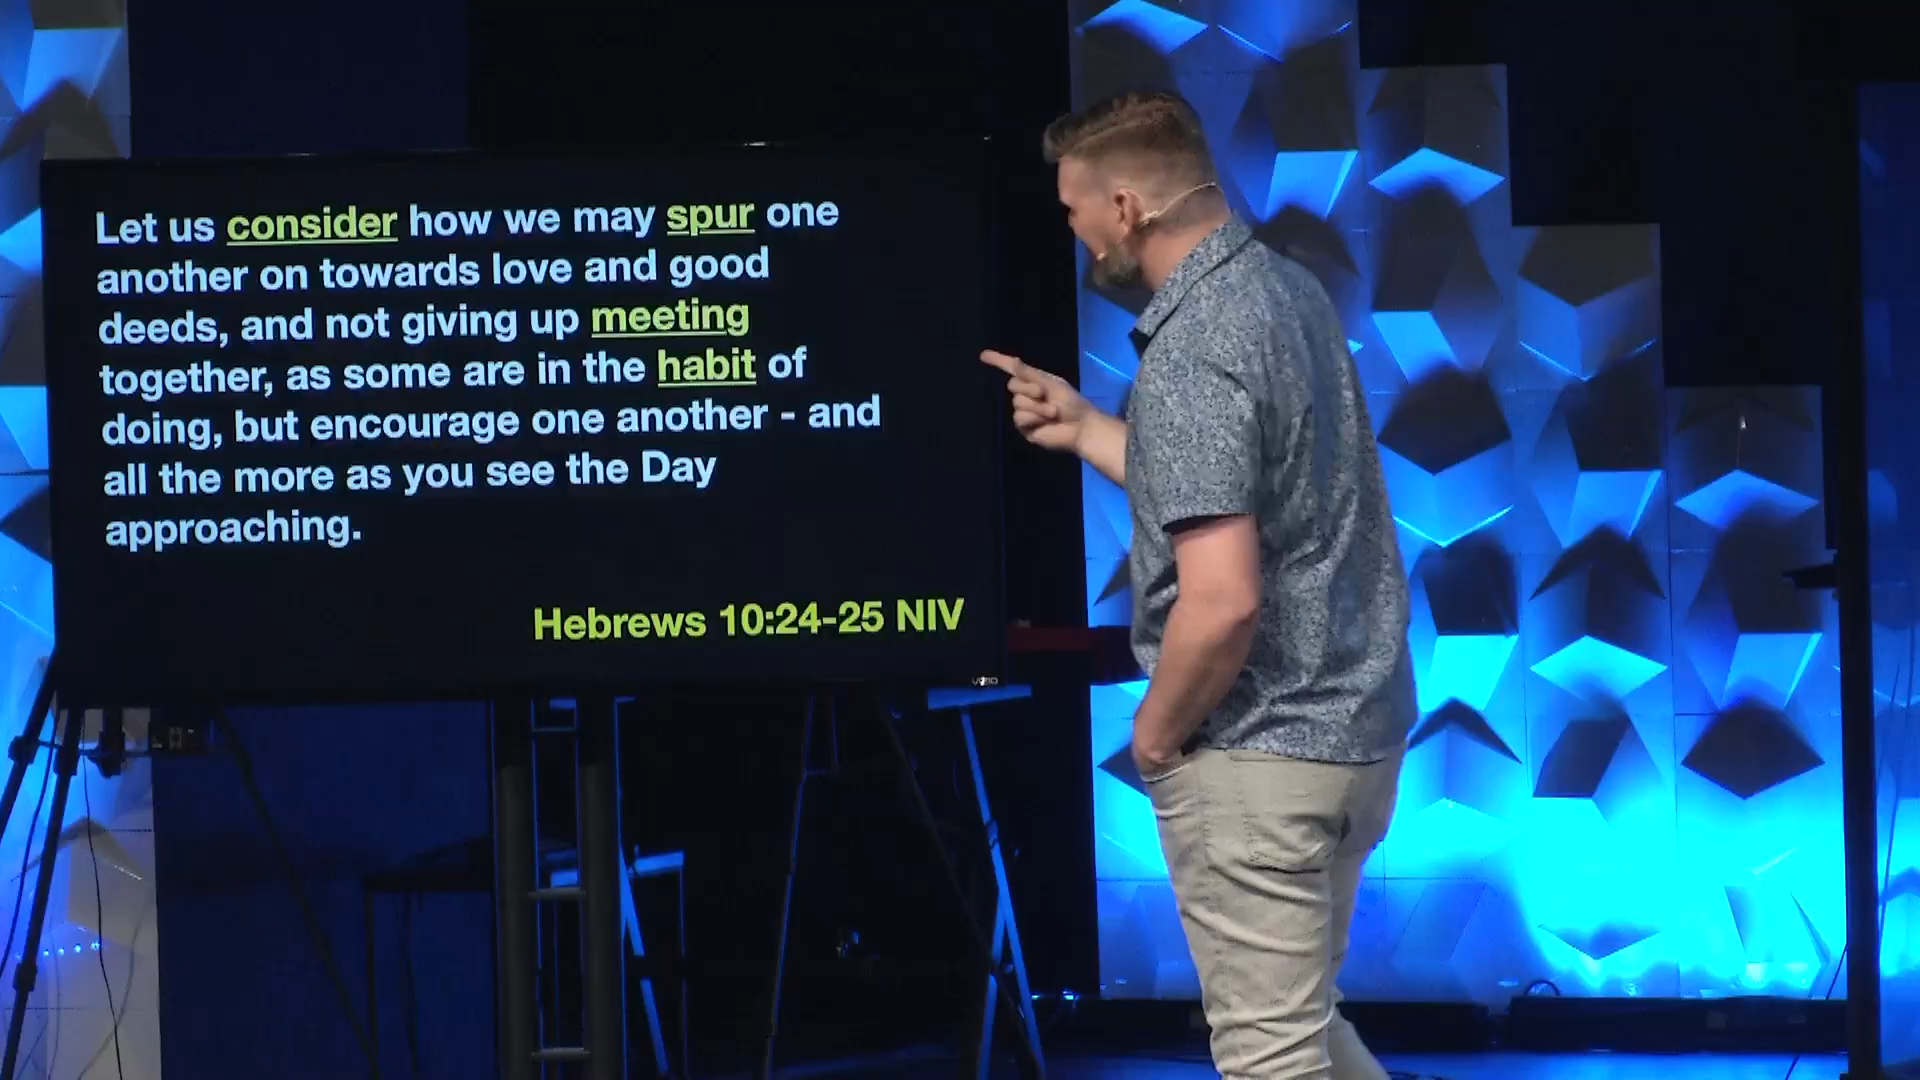 Let us consider how we may spur one
another on towards love and good
deeds, and not giving up meeting
together, as some are in the habit of
doing, but encourage one another - and
all the more as you see the Day
approaching.
Hebrews 10:24-25 NIV